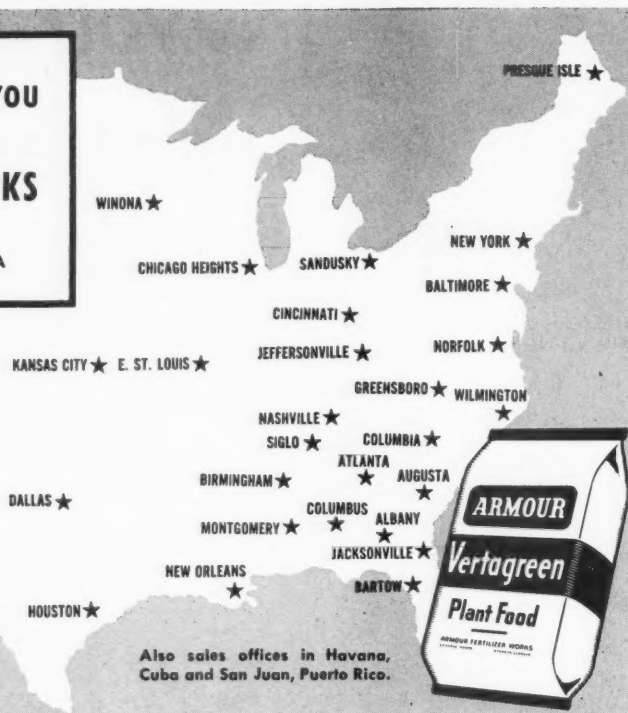 YOU
KS
A
PRESQUE ISLE
WINONA
NEW YORK
CHICAGO HEIGHTS
SANDUSKY
BALTIMORE
CINCINNATI
JEFFERSONVILLE
NORFOLK
KANSAS CITY
E. ST. LOUIS
GREENSBORO
WILMINGTON
NASHVILLE
SIGLO
COLUMBIA
ATLANTA
BIRMINGHAM
AUGUSTA
DALLAS
COLUMBUS
ALBANY
MONTGOMERY
JACKSONVILLE
NEW ORLEANS
BARTOW
HOUSTON
Also sales offices in Havana,
Cuba and San Juan, Puerto Rico.
ARMOUR
Vertagreen
Plant Food
ARMOUR FERTILIZER WORKS